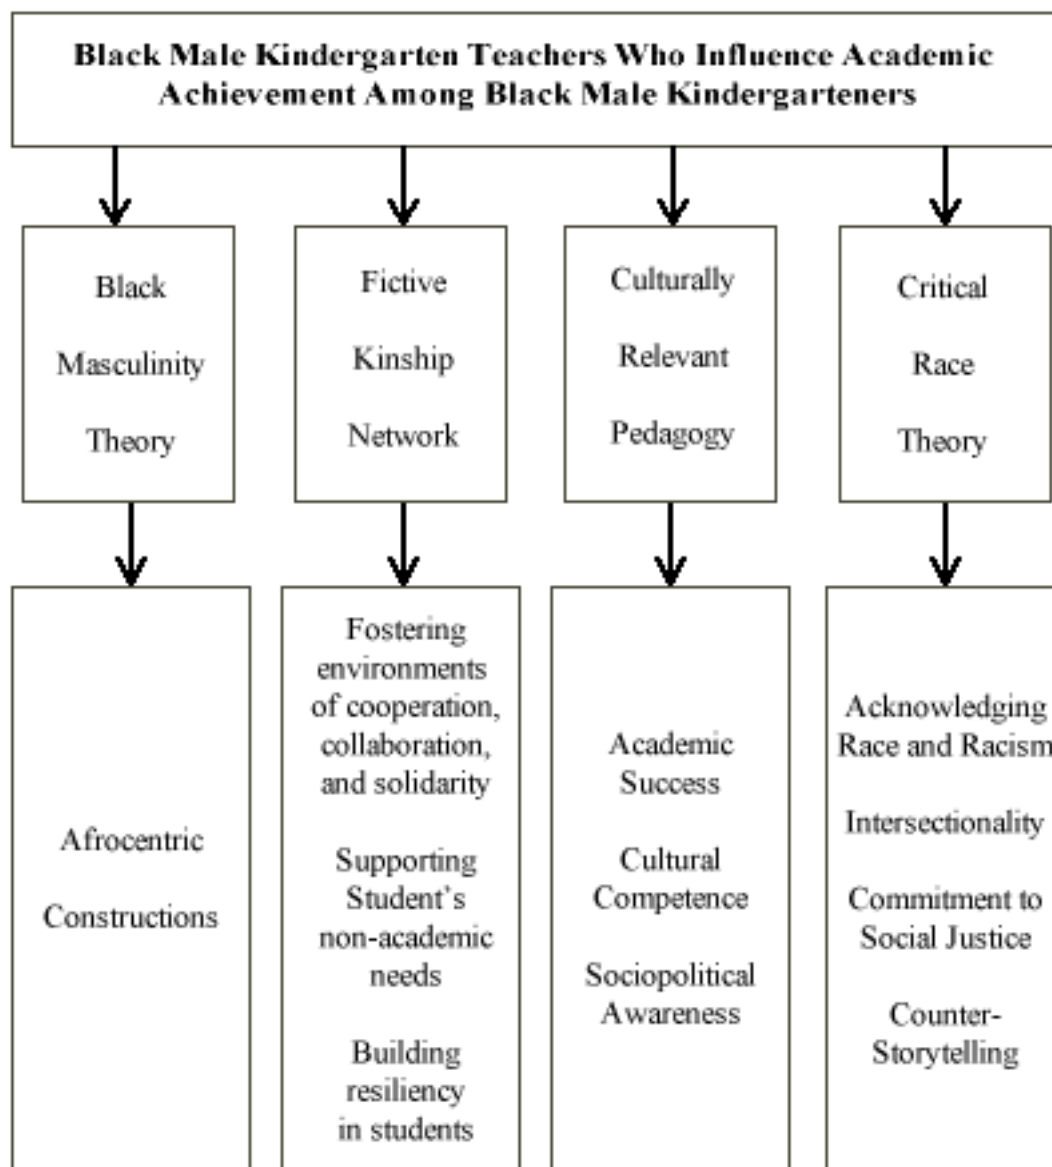 Black Male Kindergarten Teachers Who Influence Academic
Achievement Among Black Male Kindergarteners
Black
Masculinity
Theory
Fictive
Kinship
Network
Culturally
Relevant
Pedagogy
Critical
Race
Theory
Afrocentric
Constructions
Fostering
environments
of cooperation,
collaboration,
and solidarity
Supporting
Student's
non-academic
needs
Building
resiliency
in students
Academic
Success
Cultural
Competence
Sociopolitical
Awareness
Acknowledging
Race and Racism
Intersectionality
Commitment to
Social Justice
Counter-
Storytelling